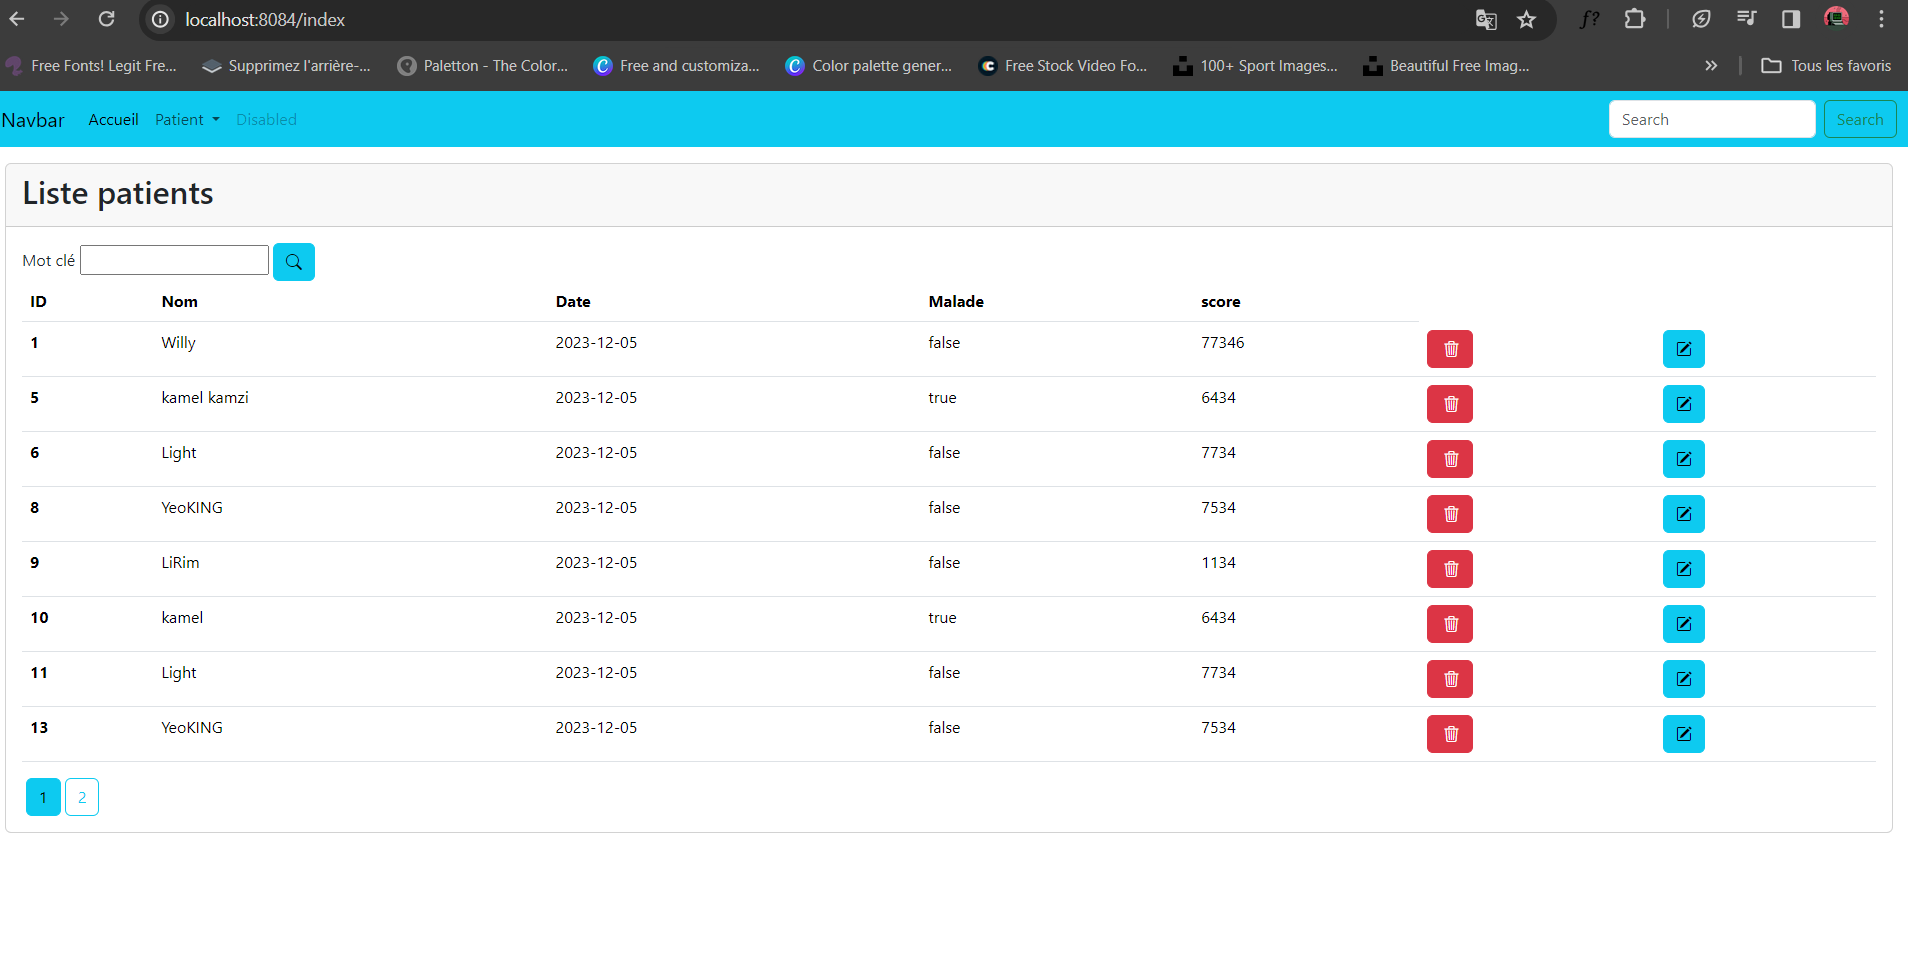 localhost:8084/index
Free Fonts! Legit Fre... Supprimez l'arrière-... Paletton - The Color... Free and customiza... Color palette gener... Free Stock Video Fo... 100+ Sport Images... Beautiful Free Imag... » Tous les favoris
Navbar Accueil Patient Disabled Search Search
Liste patients
Mot clé
ID Nom Date Malade score
1 Willy 2023-12-05 false 77346
5 kamel kamzi 2023-12-05 true 6434
6 Light 2023-12-05 false 7734
8 YeoKING 2023-12-05 false 7534
9 LiRim 2023-12-05 false 1134
10 kamel 2023-12-05 true 6434
11 Light 2023-12-05 false 7734
13 YeoKING 2023-12-05 false 7534
1 2